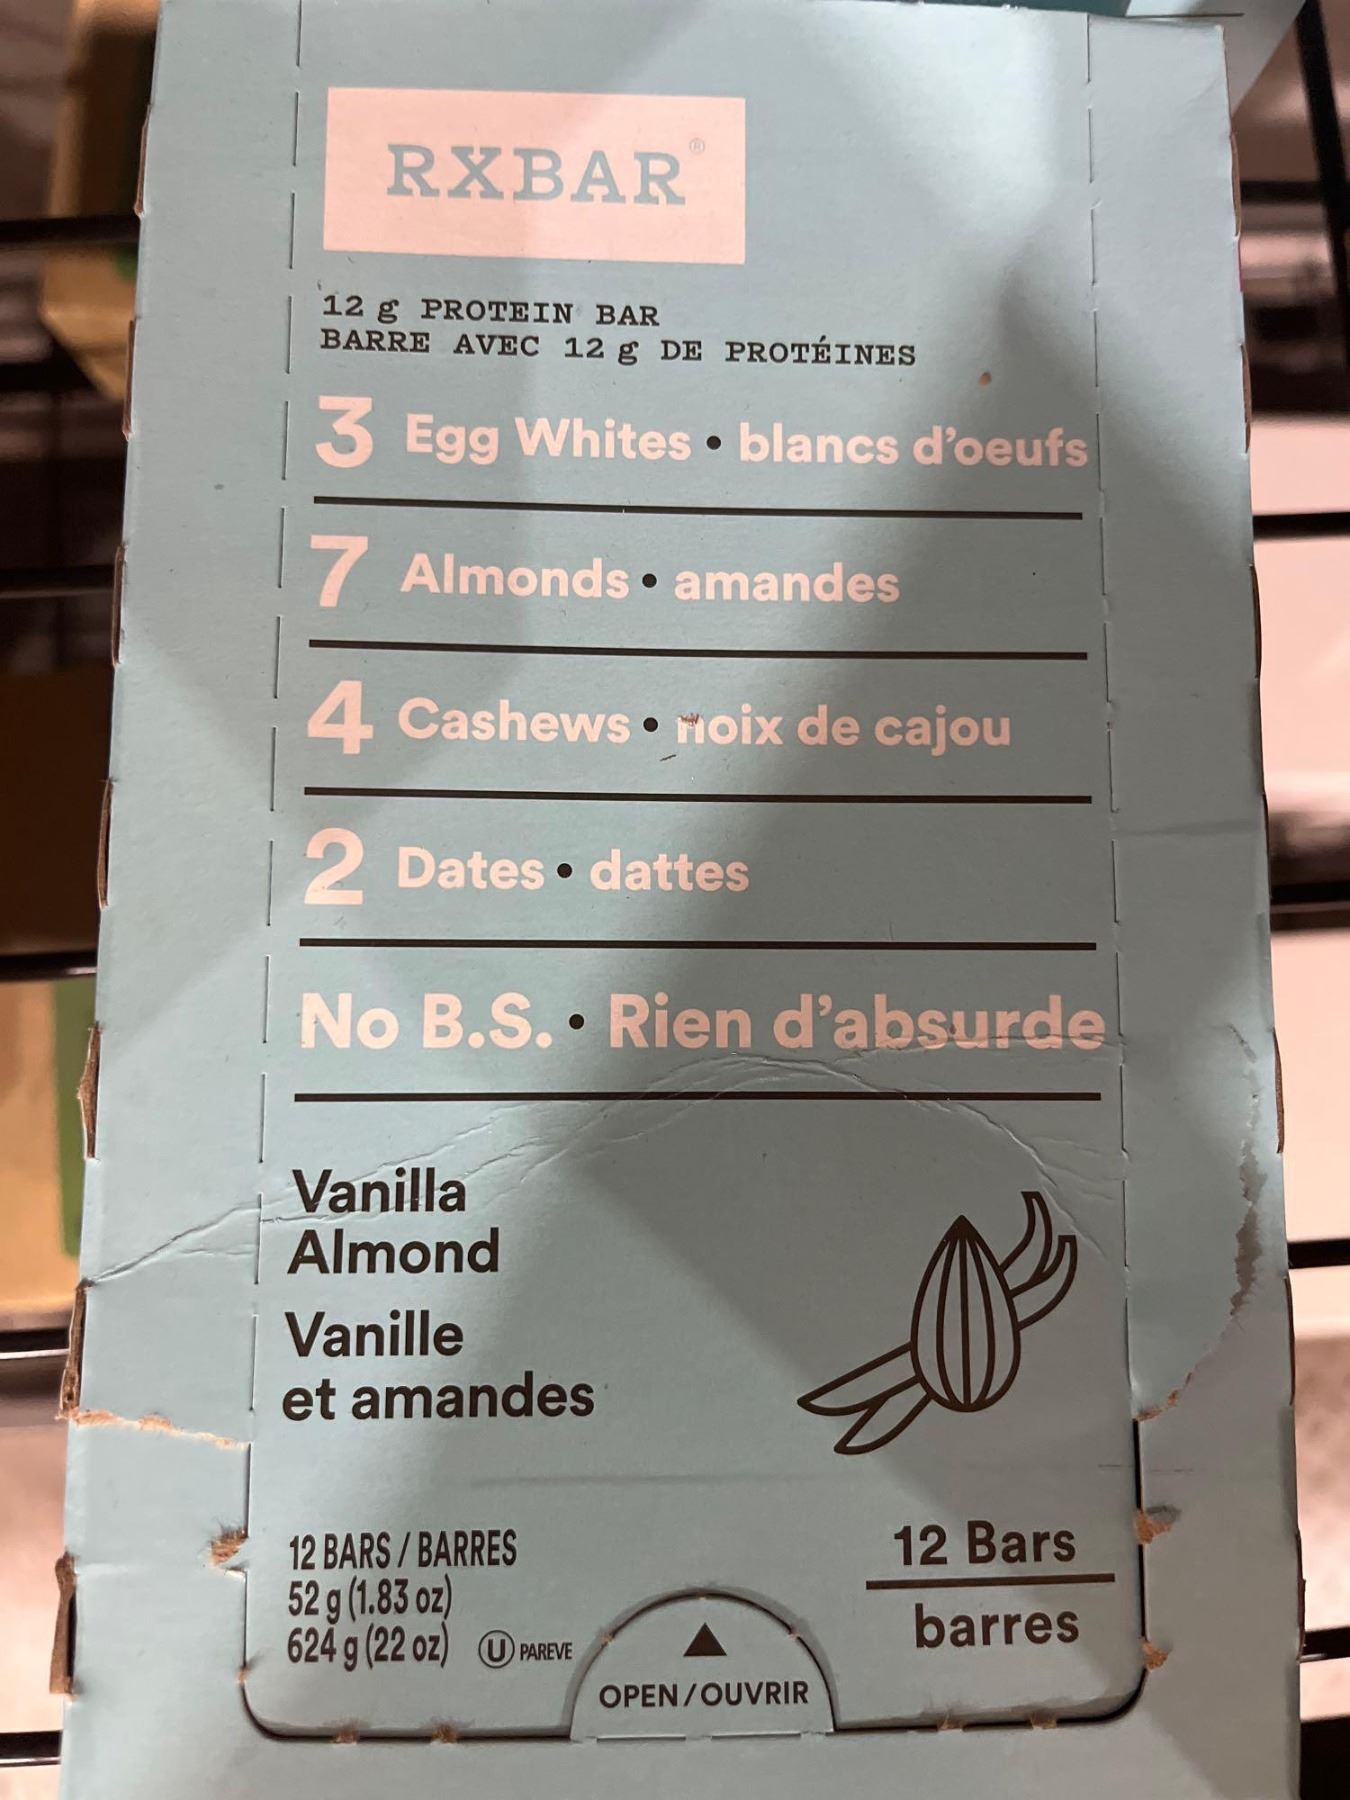 RXBAR®
12 g PROTEIN BAR
BARRE AVEC 12 g DE PROTÉINES
3 Egg Whites • blancs d'oeufs
7 Almonds • amandes
4 Cashews • noix de cajou
2 Dates • dattes
No B.S. • Rien d'absurde
Vanilla
Almond
Vanille
et amandes
12 BARS / BARRES
52 g (1.83 oz)
624 g (22 oz) U PAREVE
12 Bars
barres
OPEN / OUVRIR